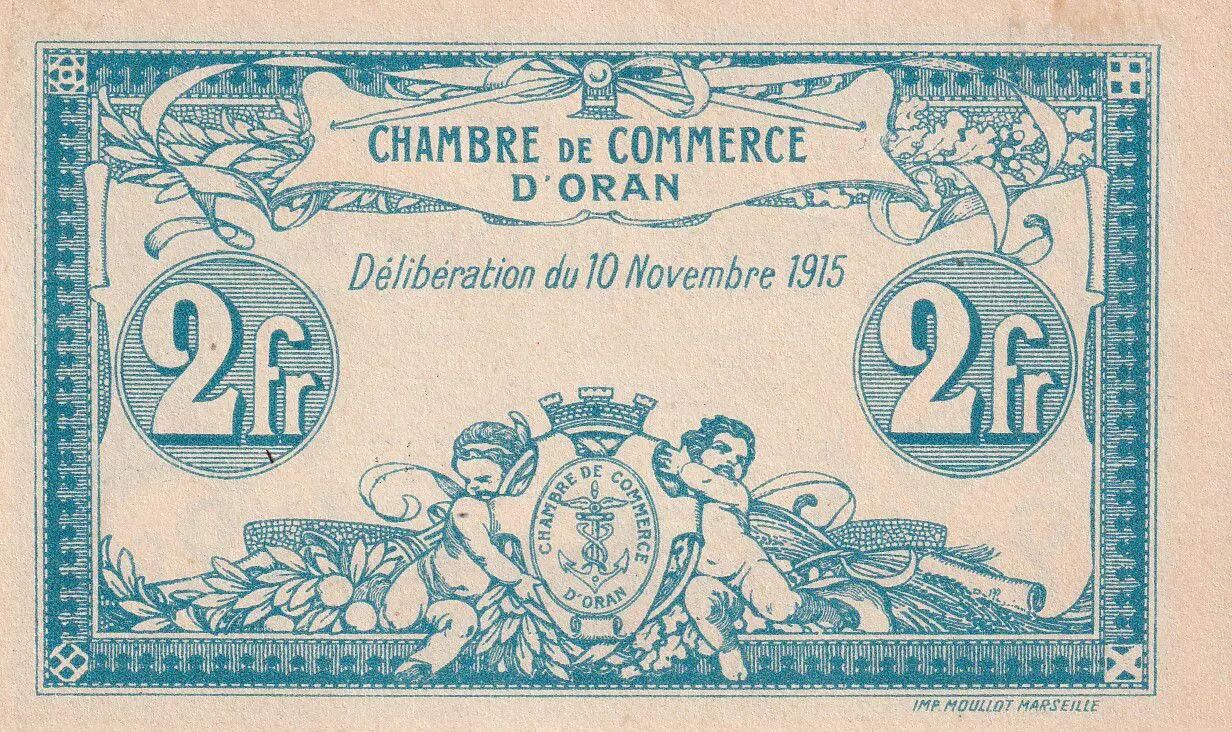 CHAMBRE DE COMMERCE
D'ORAN
Délibération du 10 Novembre 1915
2fr
2fr
CHAMBRE DE COMMERCE
D'ORAN
IMP. MOULLOT MARSEILLE